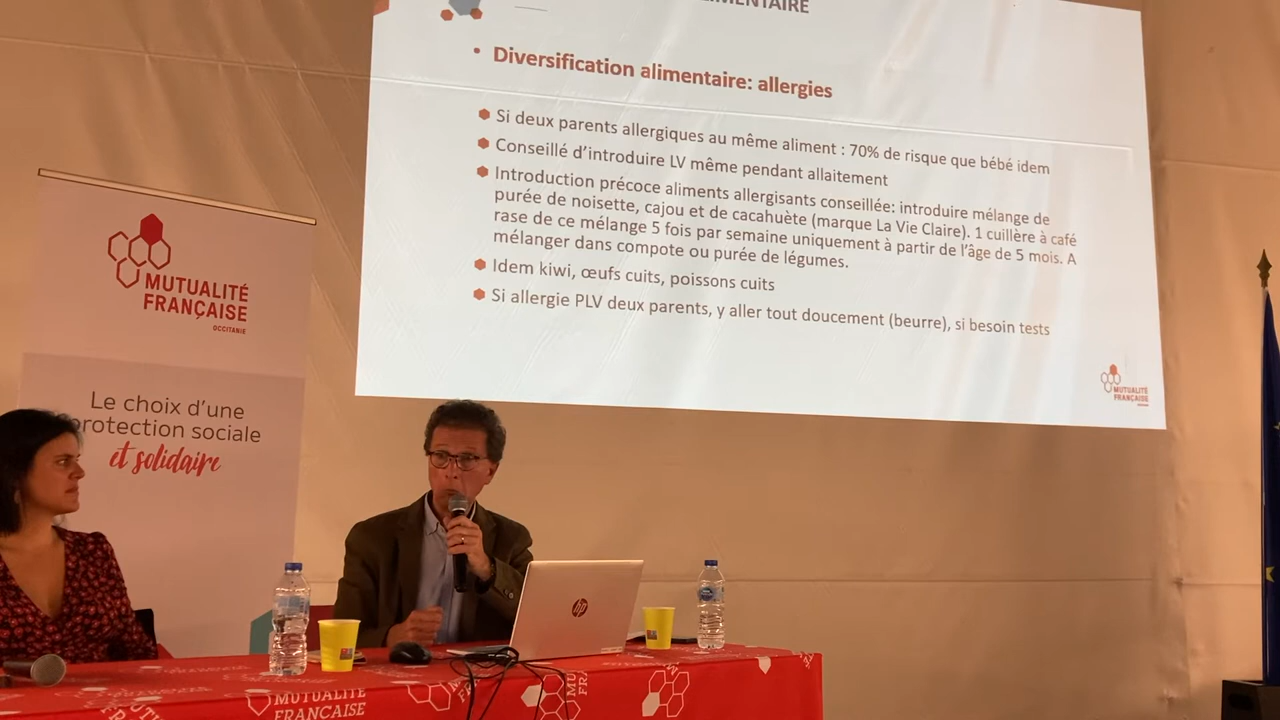 • Diversification alimentaire: allergies
Si deux parents allergiques au même aliment : 70% de risque que bébé idem
Conseillé d'introduire LV même pendant allaitement
Introduction précoce aliments allergisants conseillée: introduire mélange de
purée de noisette, cajou et de cacahuète (marque La Vie Claire). 1 cuillère à café
rase de ce mélange 5 fois par semaine uniquement à partir de l'âge de 5 mois. A
mélanger dans compote ou purée de légumes.
Idem kiwi, œufs cuits, poissons cuits
Si allergie PLV deux parents, y aller tout doucement (beurre), si besoin tests
MUTUALITÉ
FRANÇAISE
MUTUALITÉ
FRANÇAISE
OCCITANIE
Le choix d'une
protection sociale
et solidaire
hp
MUTUALITÉ
FRANÇAISE